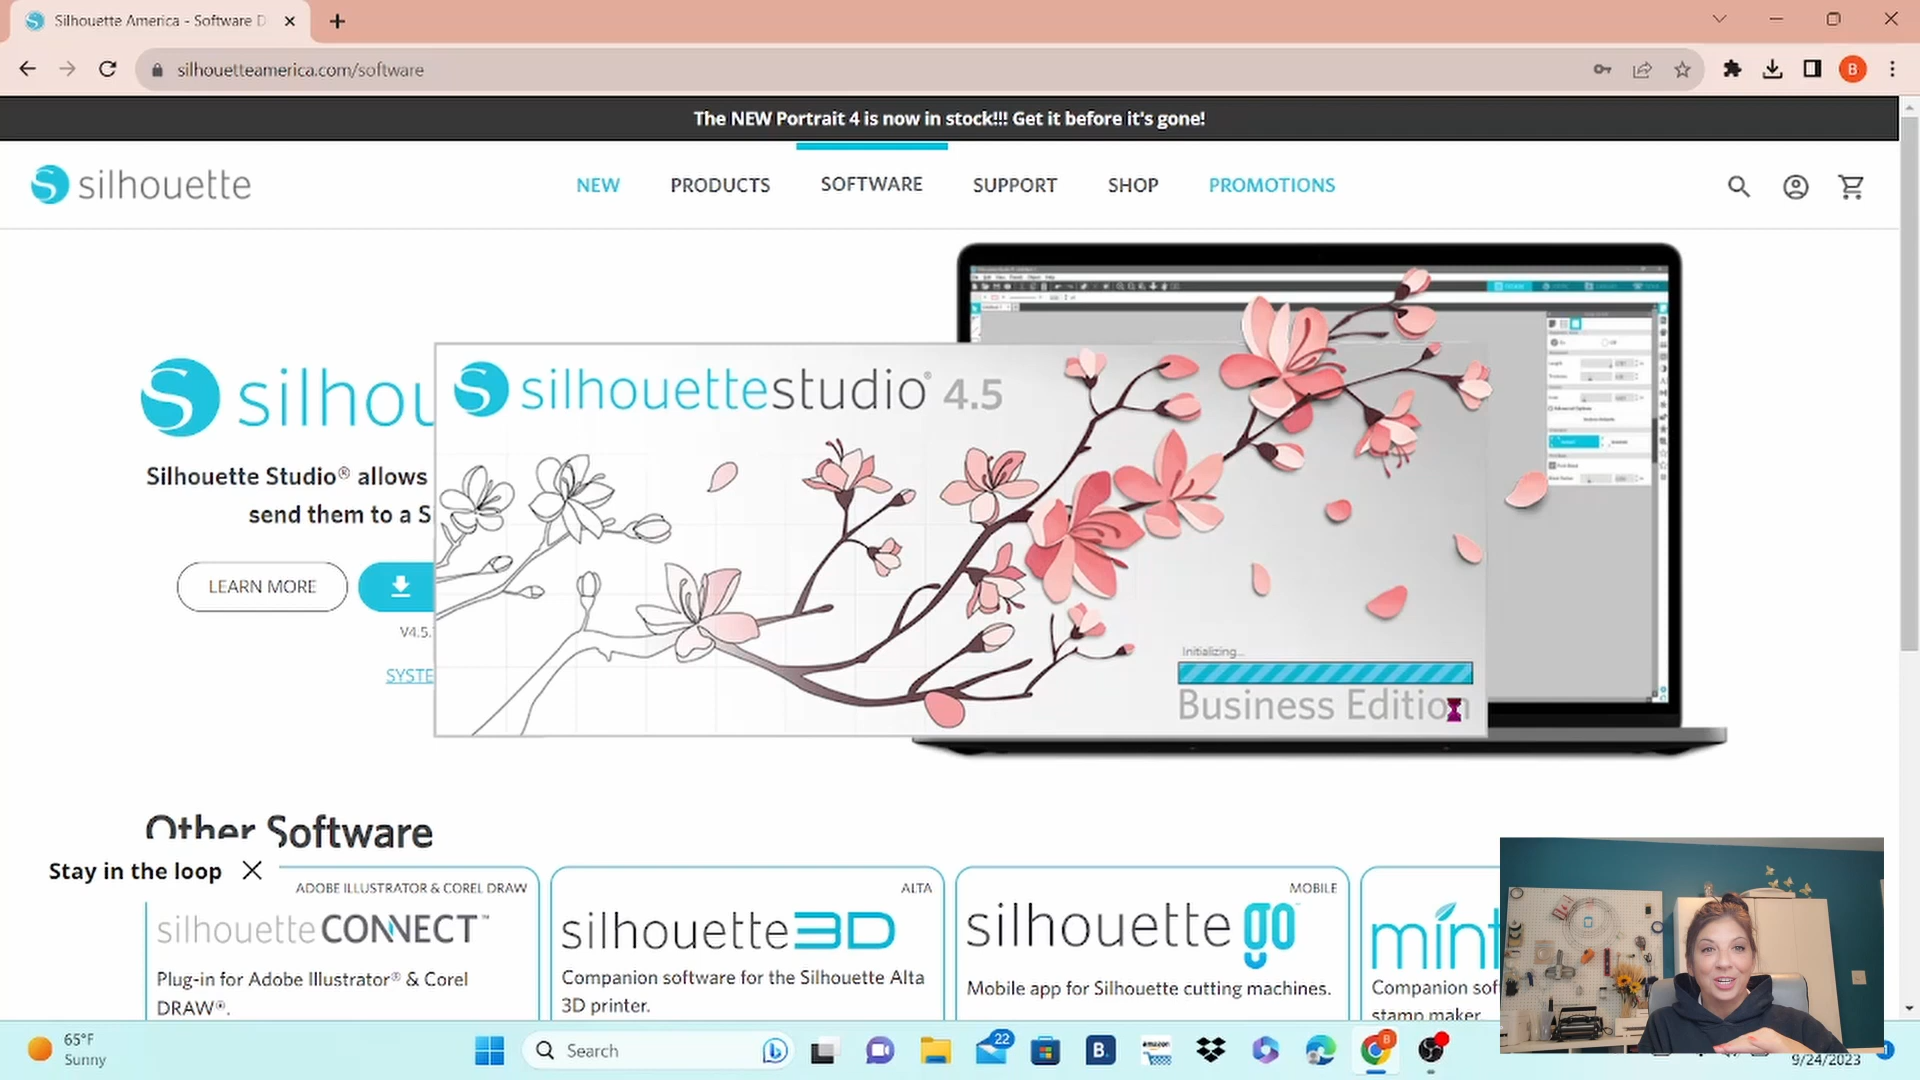 Silhouette America - Software D
silhouetteamerica.com/software
B
The NEW Portrait 4 is now in stock!!! Get it before it's gone!
silhouette
NEW
PRODUCTS
SOFTWARE
SUPPORT
SHOP
PROMOTIONS
silhou
Silhouette Studio® allows
send them to a S
LEARN MORE
V4.5.
SYSTE
silhouettestudio® 4.5
Initializing...
Business Edition
Other Software
Stay in the loop
ADOBE ILLUSTRATOR & COREL DRAW
silhouetteCONNECT™
Plug-in for Adobe Illustrator® & Corel
DRAW®.
ALTA
silhouette3D
Companion software for the Silhouette Alta
3D printer.
MOBILE
silhouette go
Mobile app for Silhouette cutting machines.
mint
Companion sof
stamp maker
65°F
Sunny
Search
22
B.
amazon
B
9/24/2023